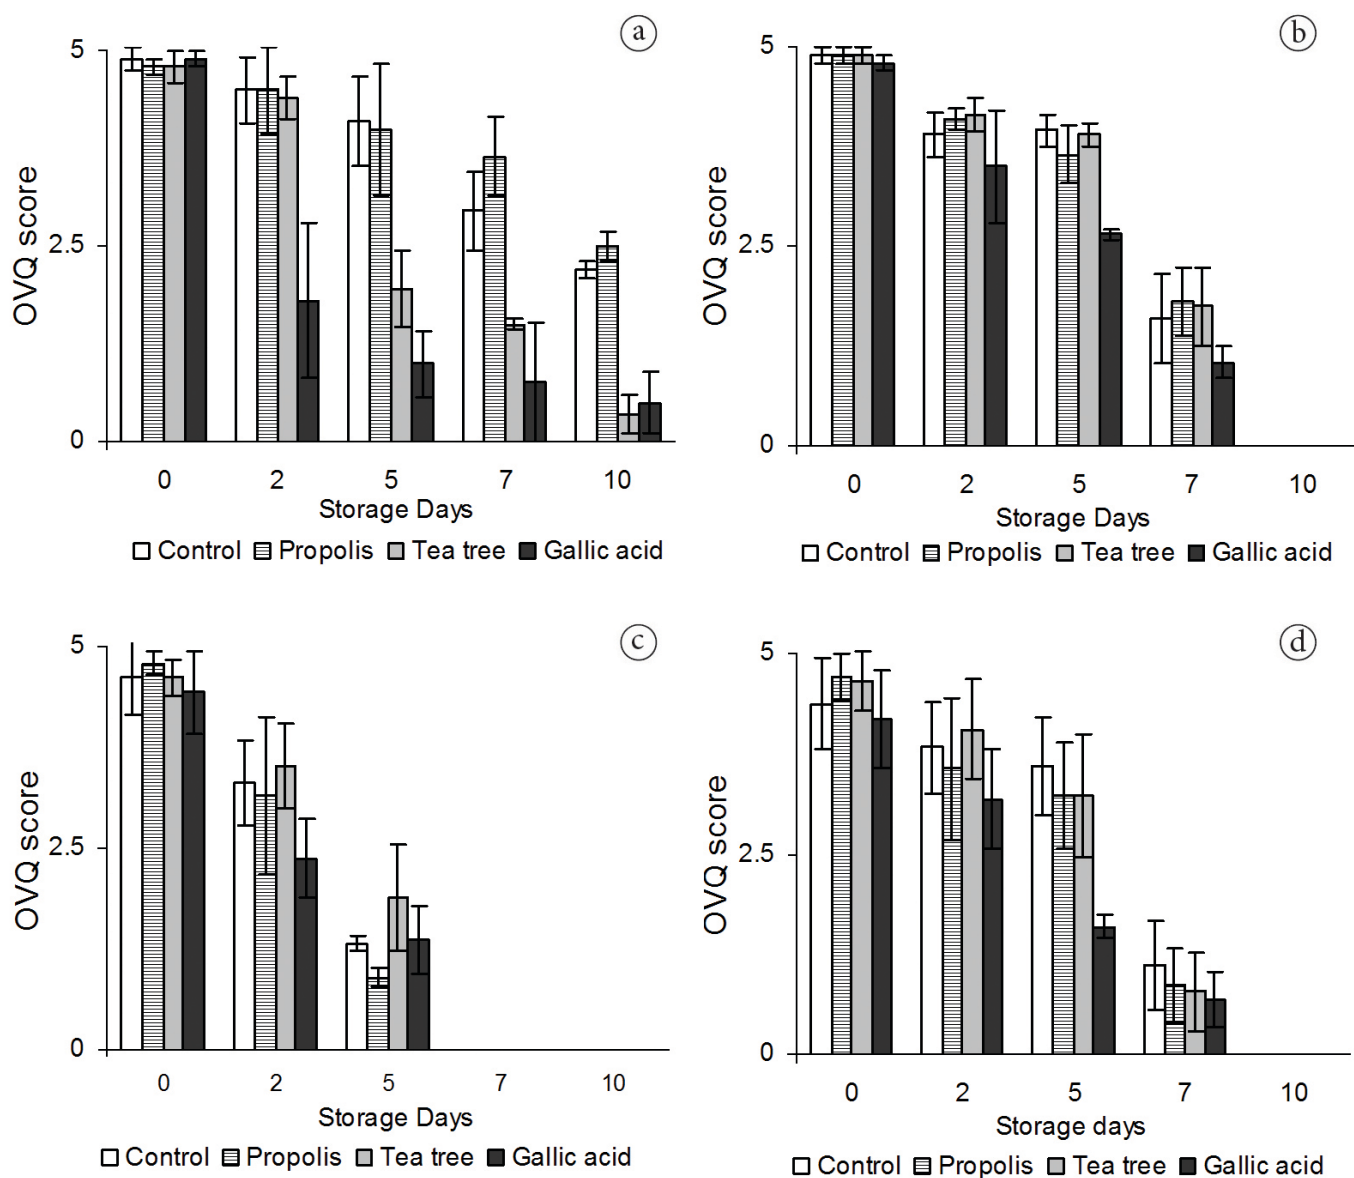 a
5
2.5
0
OVQ score
0 2 5 7 10
Storage Days
Control Propolis Tea tree Gallic acid
b
5
2.5
0
OVQ score
0 2 5 7 10
Storage Days
Control Propolis Tea tree Gallic acid
c
5
2.5
0
OVQ score
0 2 5 7 10
Storage Days
Control Propolis Tea tree Gallic acid
d
5
2.5
0
OVQ score
0 2 5 7 10
Storage days
Control Propolis Tea tree Gallic acid